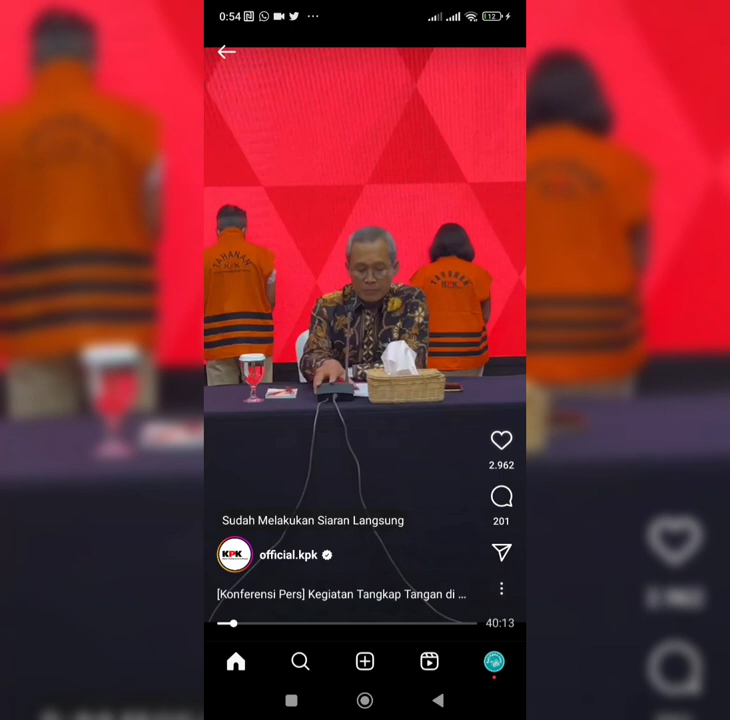 0:54
12
TAHANAN
KPK
TAHANAN
KPK
2.962
201
Sudah Melakukan Siaran Langsung
KPK
official.kpk
[Konferensi Pers] Kegiatan Tangkap Tangan di ...
40:13